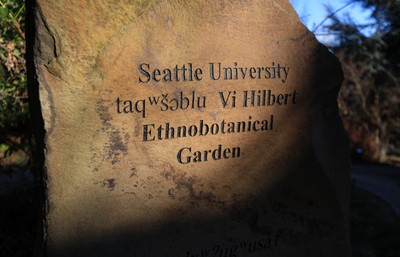 Seattle University
taqʷšəblu Vi Hilbert
Ethnobotanical
Garden